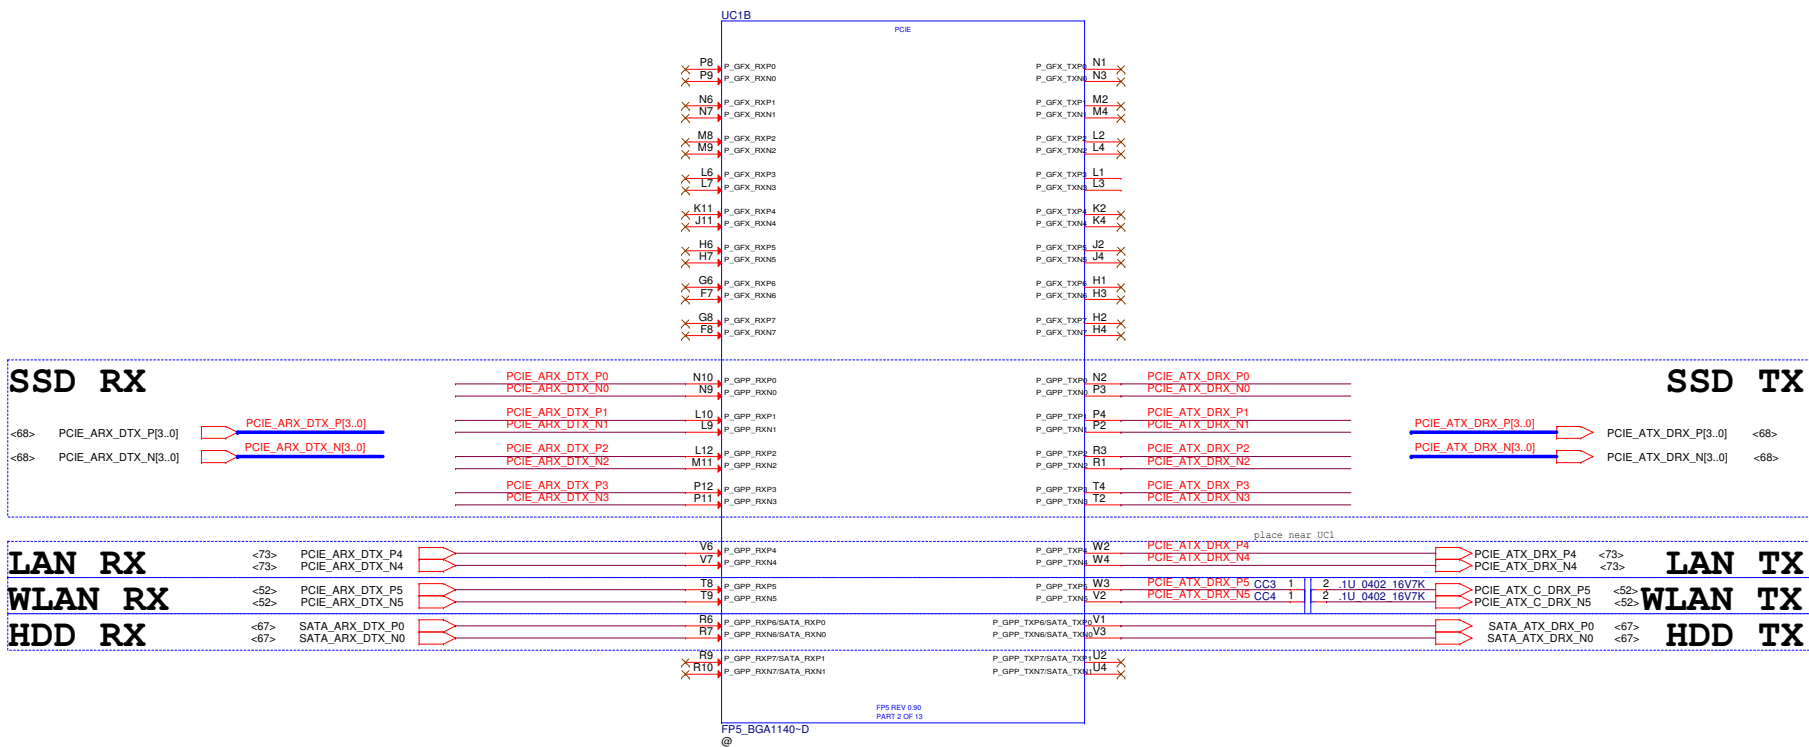 UC1B
PCIE
P8 P_GFX_RXP0 P_GFX_TXP0 N1
P9 P_GFX_RXN0 P_GFX_TXN0 N3
N6 P_GFX_RXP1 P_GFX_TXP1 M2
N7 P_GFX_RXN1 P_GFX_TXN1 M4
M8 P_GFX_RXP2 P_GFX_TXP2 L2
M9 P_GFX_RXN2 P_GFX_TXN2 L4
L6 P_GFX_RXP3 P_GFX_TXP3 L1
L7 P_GFX_RXN3 P_GFX_TXN3 L3
K11 P_GFX_RXP4 P_GFX_TXP4 K2
J11 P_GFX_RXN4 P_GFX_TXN4 K4
H6 P_GFX_RXP5 P_GFX_TXP5 J2
H7 P_GFX_RXN5 P_GFX_TXN5 J4
G6 P_GFX_RXP6 P_GFX_TXP6 H1
F7 P_GFX_RXN6 P_GFX_TXN6 H3
G8 P_GFX_RXP7 P_GFX_TXP7 H2
F8 P_GFX_RXN7 P_GFX_TXN7 H4
SSD RX SSD TX
PCIE_ARX_DTX_P0 N10 P_GPP_RXP0 P_GPP_TXP0 N2 PCIE_ATX_DRX_P0
PCIE_ARX_DTX_N0 N9 P_GPP_RXN0 P_GPP_TXN0 P3 PCIE_ATX_DRX_N0
PCIE_ARX_DTX_P1 L10 P_GPP_RXP1 P_GPP_TXP1 P4 PCIE_ATX_DRX_P1
PCIE_ARX_DTX_N1 L9 P_GPP_RXN1 P_GPP_TXN1 P2 PCIE_ATX_DRX_N1
<68> PCIE_ARX_DTX_P[3..0] PCIE_ARX_DTX_P[3..0] PCIE_ATX_DRX_P[3..0] PCIE_ATX_DRX_P[3..0] <68>
<68> PCIE_ARX_DTX_N[3..0] PCIE_ARX_DTX_N[3..0] PCIE_ATX_DRX_N[3..0] PCIE_ATX_DRX_N[3..0] <68>
PCIE_ARX_DTX_P2 L12 P_GPP_RXP2 P_GPP_TXP2 R3 PCIE_ATX_DRX_P2
PCIE_ARX_DTX_N2 M11 P_GPP_RXN2 P_GPP_TXN2 R1 PCIE_ATX_DRX_N2
PCIE_ARX_DTX_P3 P12 P_GPP_RXP3 P_GPP_TXP3 T4 PCIE_ATX_DRX_P3
PCIE_ARX_DTX_N3 P11 P_GPP_RXN3 P_GPP_TXN3 T2 PCIE_ATX_DRX_N3
place near UC1
LAN RX LAN TX
<73> PCIE_ARX_DTX_P4 V6 P_GPP_RXP4 P_GPP_TXP4 W2 PCIE_ATX_DRX_P4 PCIE_ATX_DRX_P4 <73>
<73> PCIE_ARX_DTX_N4 V7 P_GPP_RXN4 P_GPP_TXN4 W4 PCIE_ATX_DRX_N4 PCIE_ATX_DRX_N4 <73>
WLAN RX WLAN TX
<52> PCIE_ARX_DTX_P5 T8 P_GPP_RXP5 P_GPP_TXP5 W3 PCIE_ATX_DRX_P5 CC3 1 2 .1U_0402_16V7K PCIE_ATX_C_DRX_P5 <52>
<52> PCIE_ARX_DTX_N5 T9 P_GPP_RXN5 P_GPP_TXN5 V2 PCIE_ATX_DRX_N5 CC4 1 2 .1U_0402_16V7K PCIE_ATX_C_DRX_N5 <52>
HDD RX HDD TX
<67> SATA_ARX_DTX_P0 R6 P_GPP_RXP6/SATA_RXP0 P_GPP_TXP6/SATA_TXP0 V1 SATA_ATX_DRX_P0 <67>
<67> SATA_ARX_DTX_N0 R7 P_GPP_RXN6/SATA_RXN0 P_GPP_TXN6/SATA_TXN0 V3 SATA_ATX_DRX_N0 <67>
R9 P_GPP_RXP7/SATA_RXP1 P_GPP_TXP7/SATA_TXP1 U2
R10 P_GPP_RXN7/SATA_RXN1 P_GPP_TXN7/SATA_TXN1 U4
FP5 REV 0.90
PART 2 OF 13
FP5_BGA1140~D
@